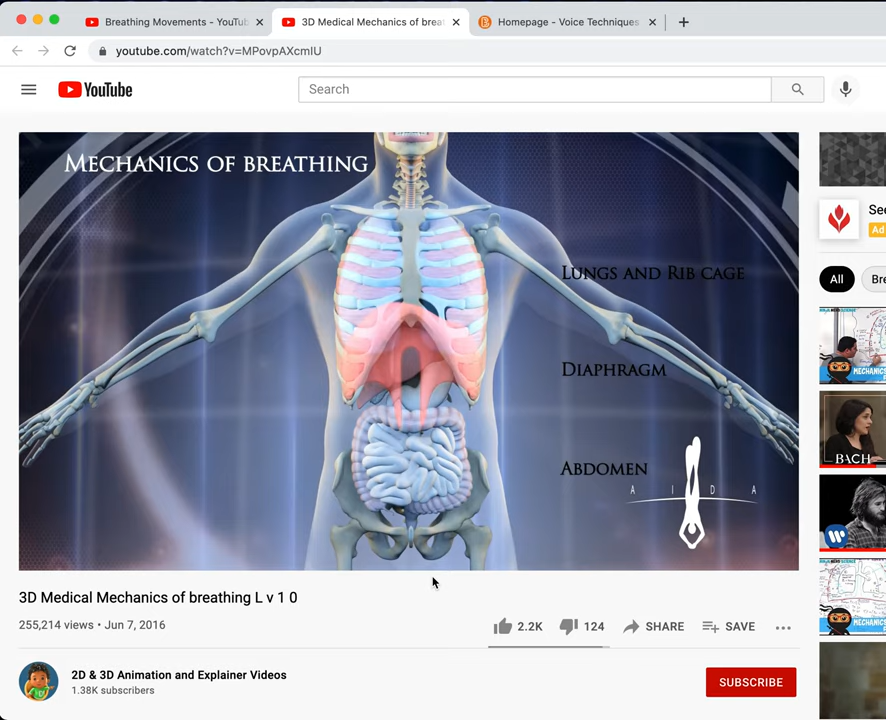 Breathing Movements - YouTub
3D Medical Mechanics of breat
Homepage - Voice Techniques
youtube.com/watch?v=MPovpAXcmIU
YouTube
Search
MECHANICS OF BREATHING
LUNGS AND RIB CAGE
DIAPHRAGM
ABDOMEN
A I D A
See
Ad
All
Bre
MECHANICS
BACH
3D Medical Mechanics of breathing L v 1 0
255,214 views • Jun 7, 2016
2.2K
124
SHARE
SAVE
2D & 3D Animation and Explainer Videos
1.38K subscribers
SUBSCRIBE